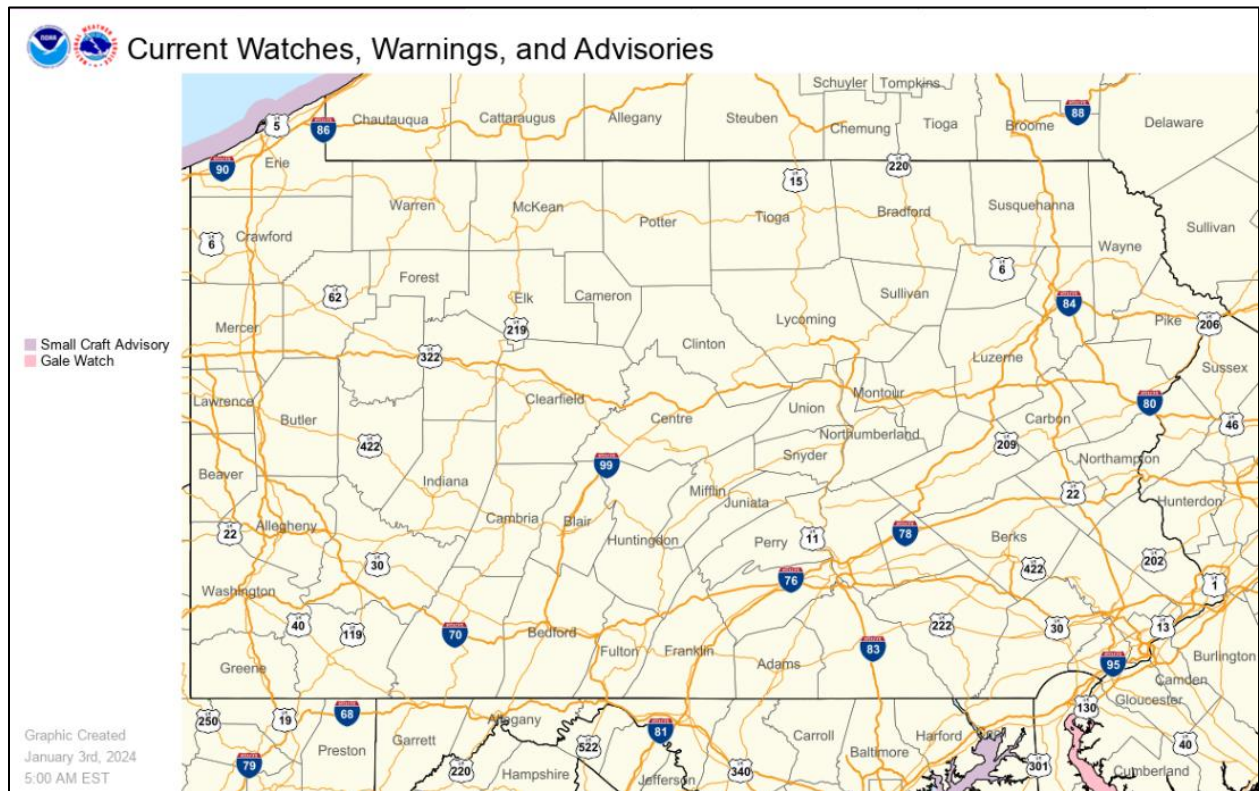 Current Watches, Warnings, and Advisories
Schuyler Tompkins
Chautauqua Cattaraugus Allegany Steuben Chemung Tioga Broome Delaware
5 86 88
90 Erie 15 220
Warren McKean Potter Tioga Bradford Susquehanna
Crawford Wayne Sullivan
6 6
Forest
62 Elk Cameron Sullivan 84
Mercer 219 Lycoming Pike 206
Small Craft Advisory
Gale Watch
322 Clinton Luzerne Sussex
Lawrence Clearfield Montour
Butler Centre Union Carbon 80
422 Northumberland 209 46
Snyder Northampton
Beaver 99
Indiana Mifflin 22 Hunterdon
Juniata
22 Allegheny Cambria Blair 78
Huntingdon Perry 11 Berks
30 422 202
Washington 76 1
40 119 70 Bedford 222 30 13
Fulton Franklin 83 Burlington
Greene Adams 95 Camden
Gloucester
250 19 68 Allegany 130
Graphic Created
January 3rd, 2024
5:00 AM EST
Preston Garrett 522 81 Carroll Harford Cecil
79 220 Hampshire Jefferson 340 Baltimore 301 Cumberland 40